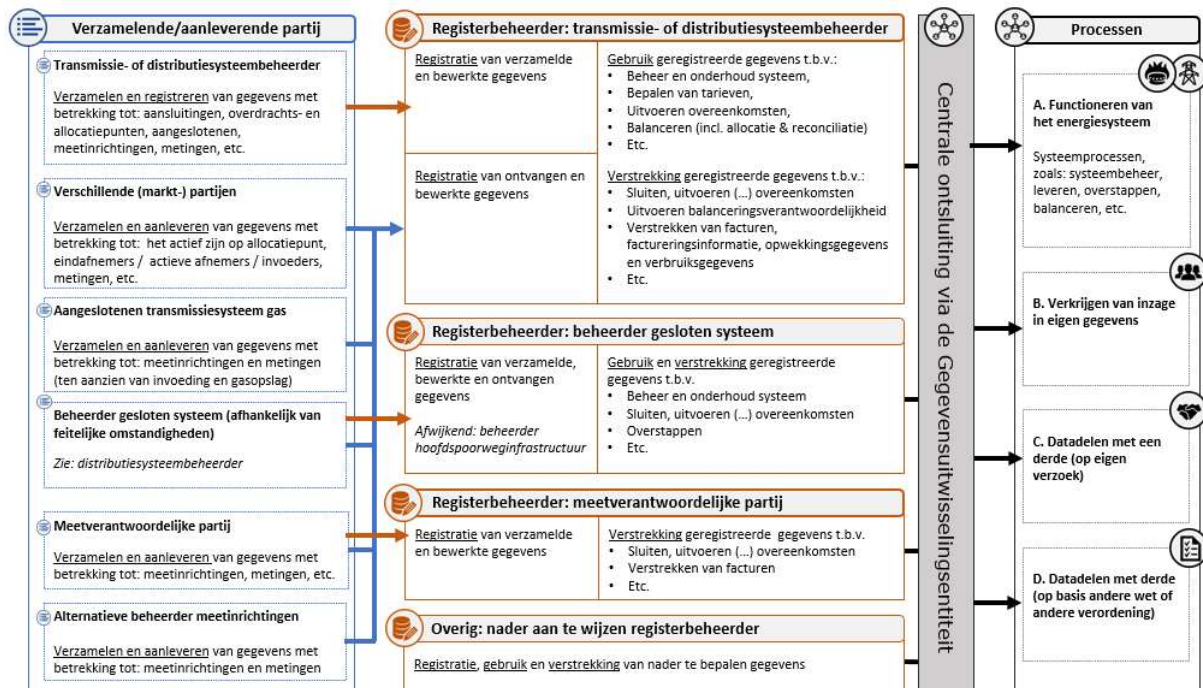 Verzamelende/aanleverende partij
Transmissie- of distributiesysteembeheerder
Verzamelen en registreren van gegevens met
betrekking tot: aansluitingen, overdrachts- en
allocatiepunten, aangeslotenen,
meetinrichtingen, metingen, etc.
Verschillende (markt-) partijen
Verzamelen en aanleveren van gegevens met
betrekking tot: het actief zijn op allocatiepunt,
eindafnemers / actieve afnemers / invoeders,
metingen, etc.
Aangeslotenen transmissiesysteem gas
Verzamelen en aanleveren van gegevens met
betrekking tot: meetinrichtingen en metingen
(ten aanzien van invoeding en gasopslag)
Beheerder gesloten systeem (afhankelijk van
feitelijke omstandigheden)
Zie: distributiesysteembeheerder
Meetverantwoordelijke partij
Verzamelen en aanleveren van gegevens met
betrekking tot: meetinrichtingen, metingen, etc.
Alternatieve beheerder meetinrichtingen
Verzamelen en aanleveren van gegevens met
betrekking tot: meetinrichtingen en metingen
Registerbeheerder: transmissie- of distributiesysteembeheerder
Registratie van verzamelde
en bewerkte gegevens
Gebruik geregistreerde gegevens t.b.v.:
• Beheer en onderhoud systeem,
• Bepalen van tarieven,
• Uitvoeren overeenkomsten,
• Balanceren (incl. allocatie & reconciliatie)
• Etc.
Registratie van ontvangen en
bewerkte gegevens
Verstrekking geregistreerde gegevens t.b.v.:
• Sluiten, uitvoeren (...) overeenkomsten
• Uitvoeren balanceringsverantwoordelijkheid
• Verstrekken van facturen,
factureringsinformatie, opwekkingsgegevens
en verbruiksgegevens
• Etc.
Registerbeheerder: beheerder gesloten systeem
Registratie van verzamelde,
bewerkte en ontvangen
gegevens
Afwijkend: beheerder
hoofdspoorweginfrastructuur
Gebruik en verstrekking geregistreerde
gegevens t.b.v.
• Beheer en onderhoud systeem
• Sluiten, uitvoeren (...) overeenkomsten
• Overstappen
• Etc.
Registerbeheerder: meetverantwoordelijke partij
Registratie van verzamelde
en bewerkte gegevens
Verstrekking geregistreerde gegevens t.b.v.
• Sluiten, uitvoeren (...) overeenkomsten
• Verstrekken van facturen
• Etc.
Overig: nader aan te wijzen registerbeheerder
Registratie, gebruik en verstrekking van nader te bepalen gegevens
Centrale ontsluiting via de Gegevensuitwisselingsentiteit
Processen
A. Functioneren van
het energiesysteem
Systeemprocessen,
zoals: systeembeheer,
leveren, overstappen,
balanceren, etc.
B. Verkrijgen van inzage
in eigen gegevens
C. Datadelen met een
derde (op eigen
verzoek)
D. Datadelen met derde
(op basis andere wet of
andere verordening)